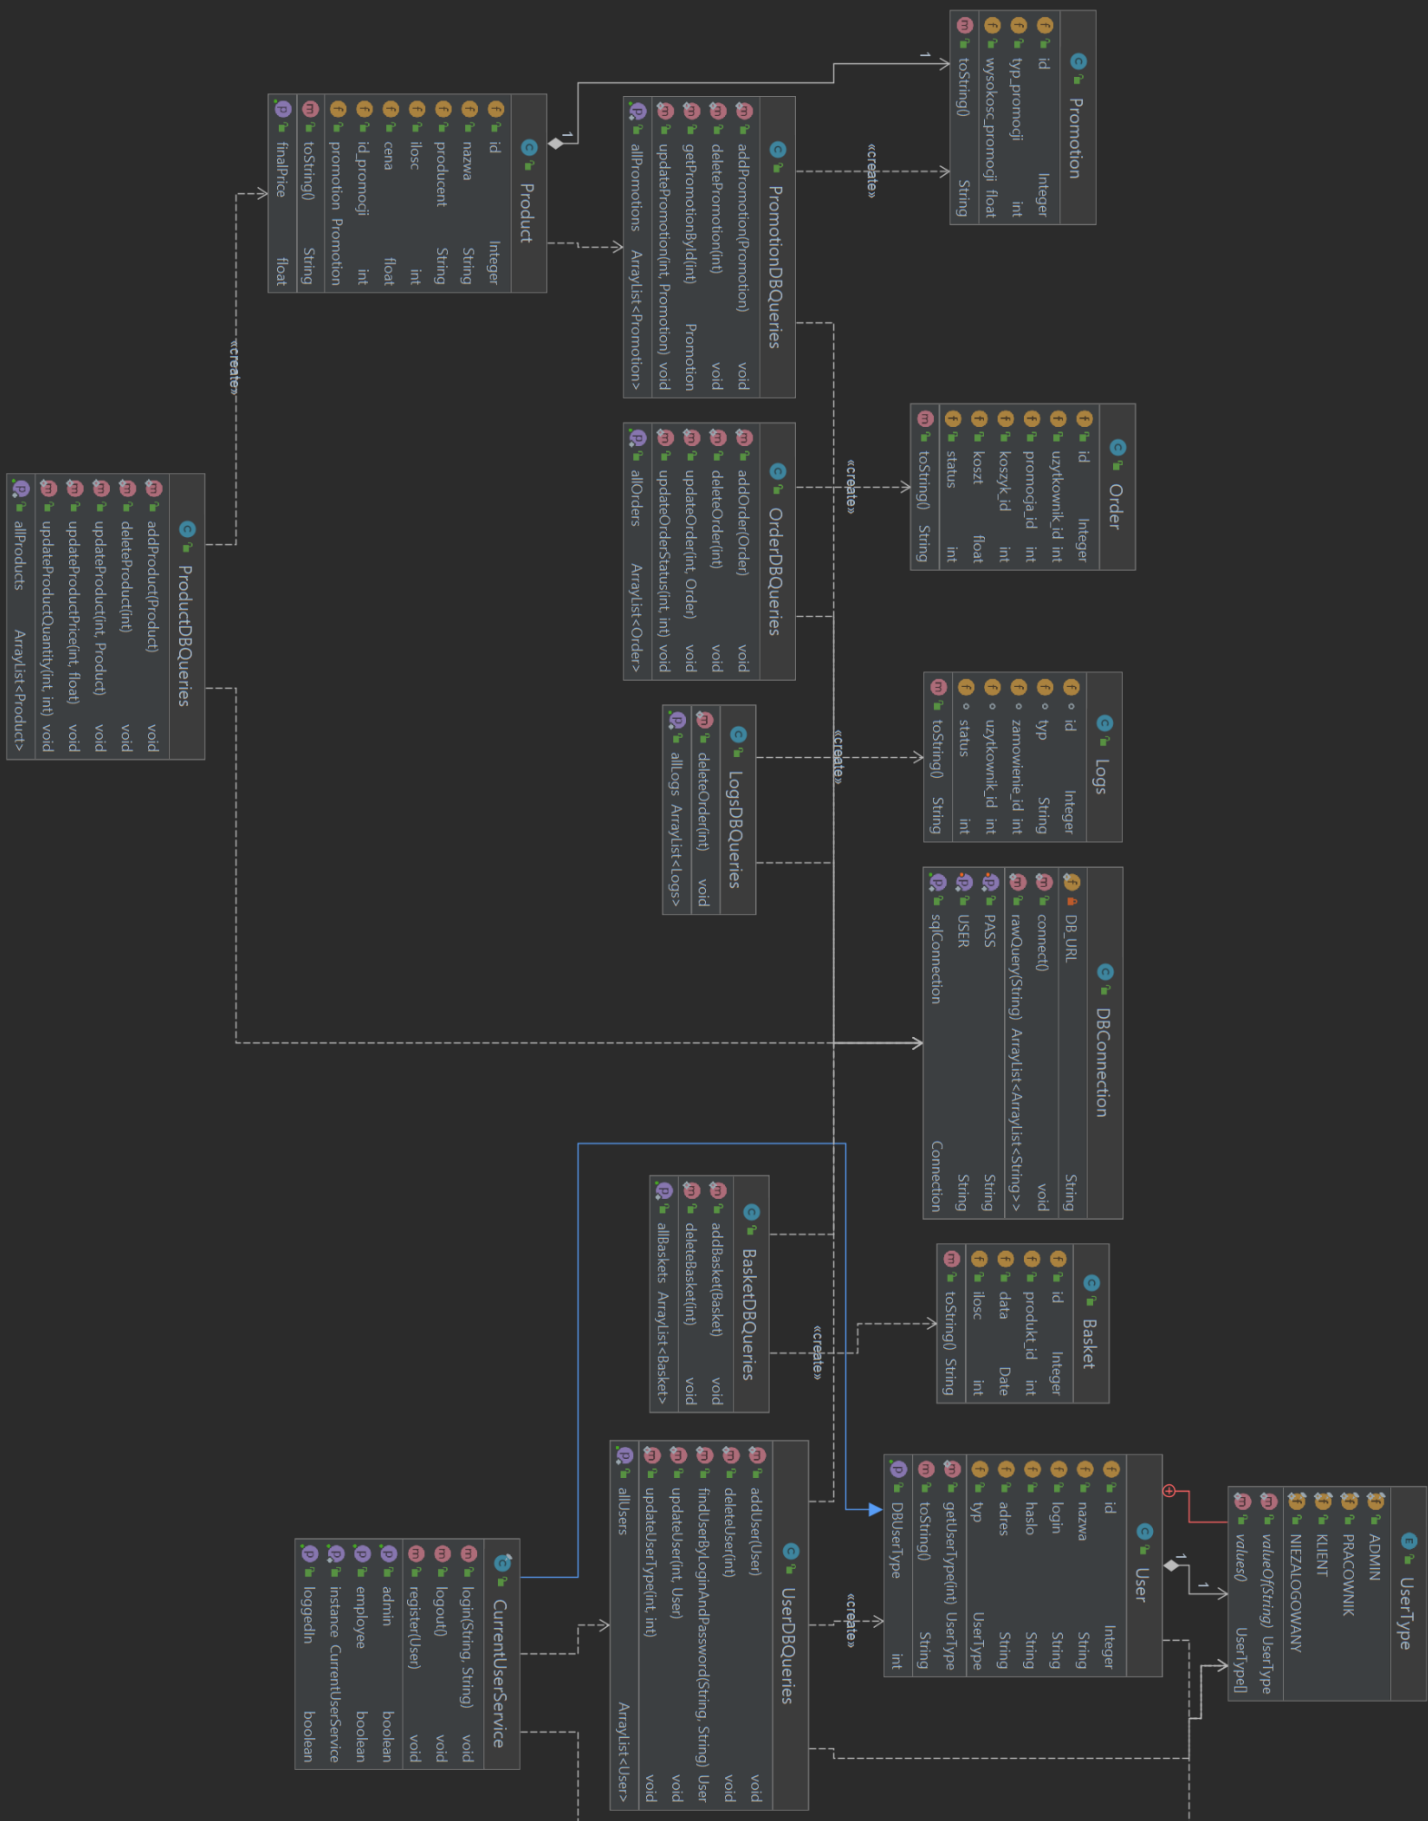 UserType
ADMIN
PRACOWNIK
KLIENT
NIEZALOGOWANY
valueOf(String) UserType
values() UserType[]
Promotion
id Integer
typ_promocji int
wysokosc_promocji float
toString() String
Order
id Integer
uzytkownik_id int
promocja_id int
koszyk_id int
koszt float
status int
toString() String
Logs
id Integer
typ String
zamowienie_id int
uzytkownik_id int
status int
toString() String
DBConnection
DB_URL String
connect() void
rawQuery(String) ArrayList<ArrayList<String>>
PASS String
USER String
sqlConnection Connection
Basket
id Integer
produkt_id int
data Date
ilosc int
toString() String
User
id Integer
nazwa String
login String
haslo String
adres String
typ UserType
getUserType(int) UserType
toString() String
DBUserType int
1
1
1
1
«create»
«create»
«create»
«create»
«create»
«create»
PromotionDBQueries
addPromotion(Promotion) void
deletePromotion(int) void
getPromotionById(int) Promotion
updatePromotion(int, Promotion) void
allPromotions ArrayList<Promotion>
OrderDBQueries
addOrder(Order) void
deleteOrder(int) void
updateOrder(int, Order) void
updateOrderStatus(int, int) void
allOrders ArrayList<Order>
LogsDBQueries
deleteOrder(int) void
allLogs ArrayList<Logs>
BasketDBQueries
addBasket(Basket) void
deleteBasket(int) void
allBaskets ArrayList<Basket>
UserDBQueries
addUser(User) void
deleteUser(int) void
findUserByLoginAndPassword(String, String) User
updateUser(int, User) void
updateUserType(int, int) void
allUsers ArrayList<User>
Product
id Integer
nazwa String
producent String
ilosc int
cena float
id_promocji int
promotion Promotion
toString() String
finalPrice float
CurrentUserService
login(String, String) void
logout() void
register(User) void
admin boolean
employee boolean
instance CurrentUserService
loggedIn boolean
ProductDBQueries
addProduct(Product) void
deleteProduct(int) void
updateProduct(int, Product) void
updateProductPrice(int, float) void
updateProductQuantity(int, int) void
allProducts ArrayList<Product>